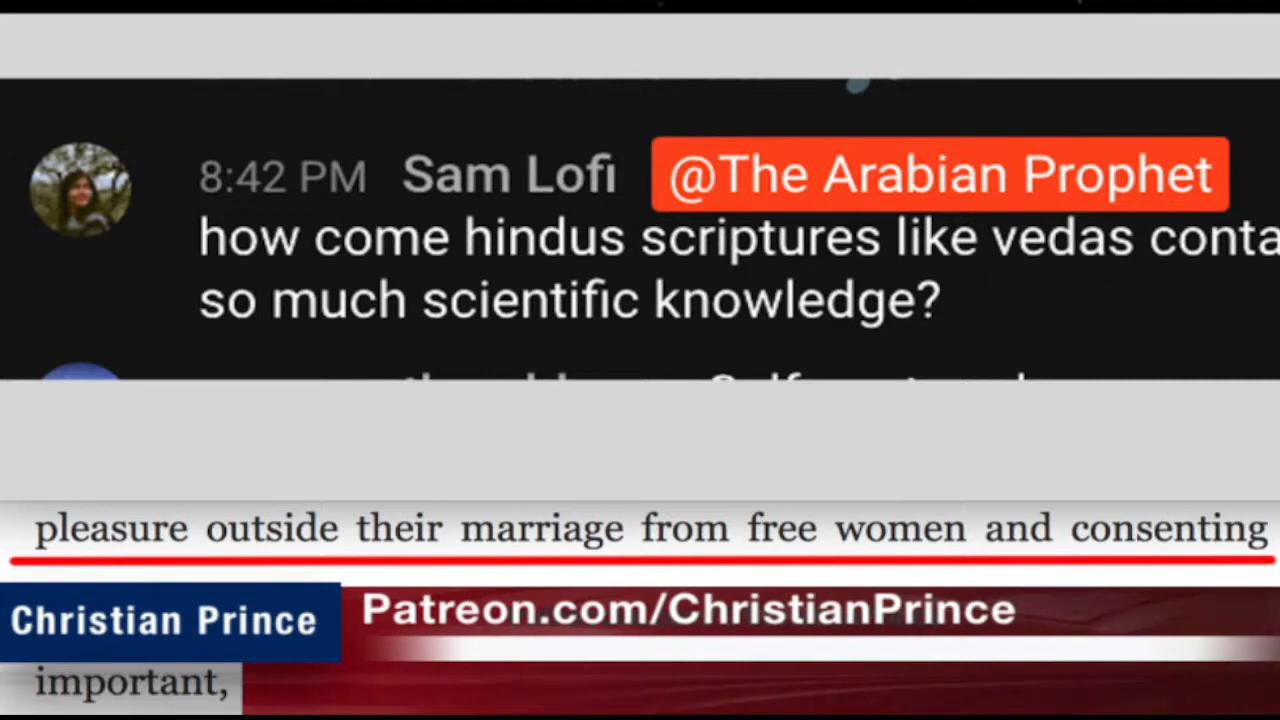 8:42 PM Sam Lofi @The Arabian Prophet
how come hindus scriptures like vedas conta
so much scientific knowledge?
pleasure outside their marriage from free women and consenting
Christian Prince
Patreon.com/ChristianPrince
important,